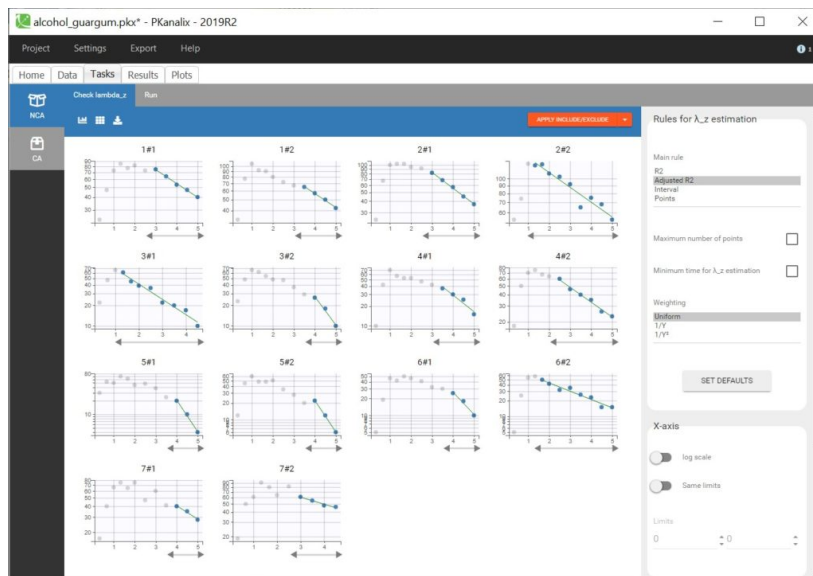 alcohol_guargum.pkx* - PKanalix - 2019R2
Project Settings Export Help
Home Data Tasks Results Plots
NCA
CA
Check lambda_z Run
APPLY INCLUDE/EXCLUDE
1#1 1#2 2#1 2#2
3#1 3#2 4#1 4#2
5#1 5#2 6#1 6#2
7#1 7#2
Rules for λ_z estimation
Main rule
R2
Adjusted R2
Interval
Points
Maximum number of points
Minimum time for λ_z estimation
Weighting
Uniform
1/Y
1/Y²
SET DEFAULTS
X-axis
log scale
Same limits
Limits
0 0